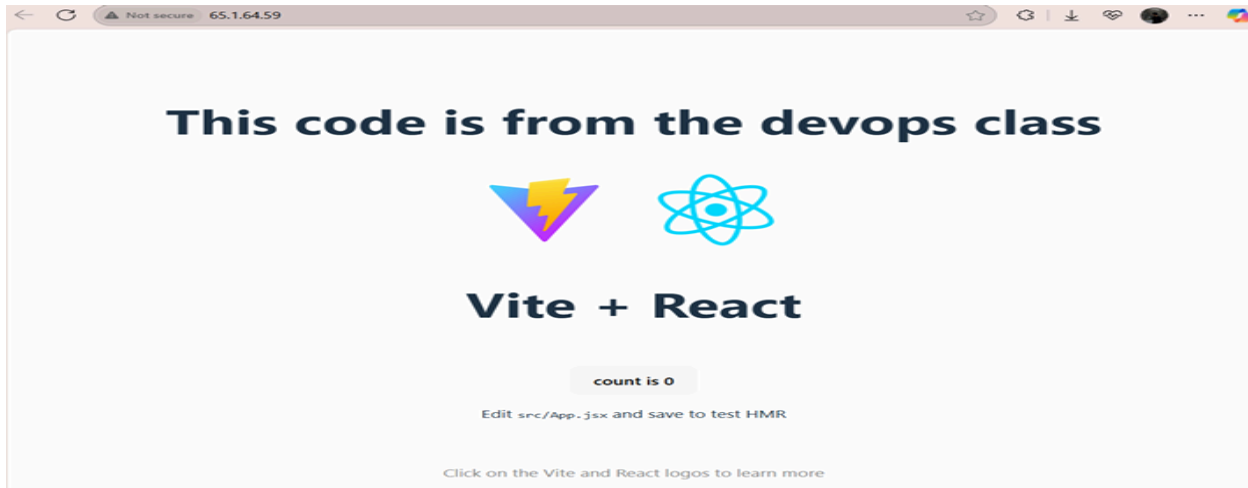 Not secure 65.1.64.59
This code is from the devops class
Vite + React
count is 0
Edit src/App.jsx and save to test HMR
Click on the Vite and React logos to learn more